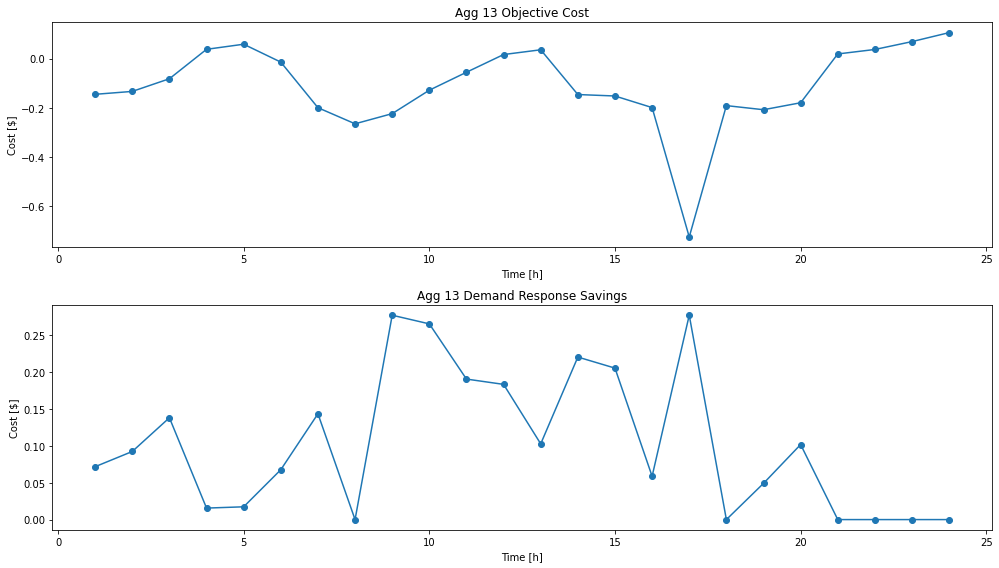 Agg 13 Objective Cost
Cost [$]
0.0
−0.2
−0.4
−0.6
0 5 10 15 20 25
Time [h]
Agg 13 Demand Response Savings
Cost [$]
0.25
0.20
0.15
0.10
0.05
0.00
0 5 10 15 20 25
Time [h]